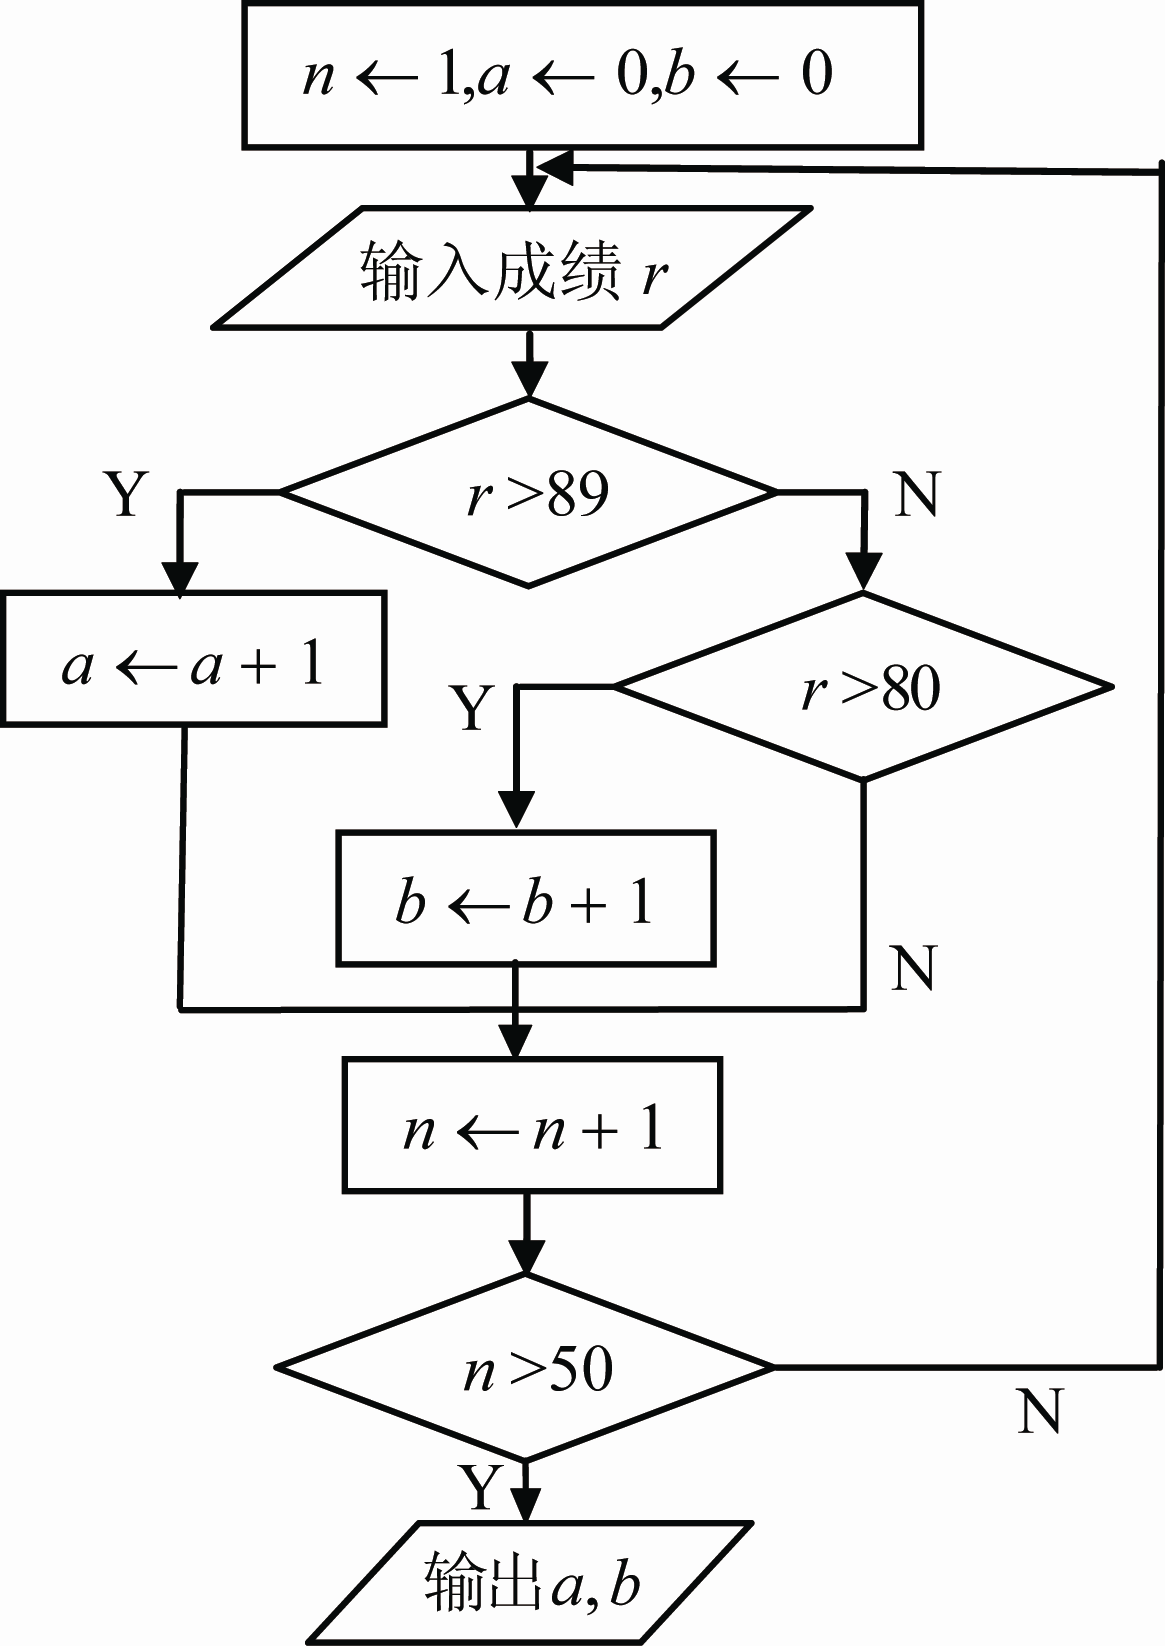 n ← 1,a ← 0,b ← 0
输入成绩 r
r >89
Y
N
a ← a + 1
r >80
Y
b ← b + 1
N
n ← n + 1
n >50
N
Y
输出a, b